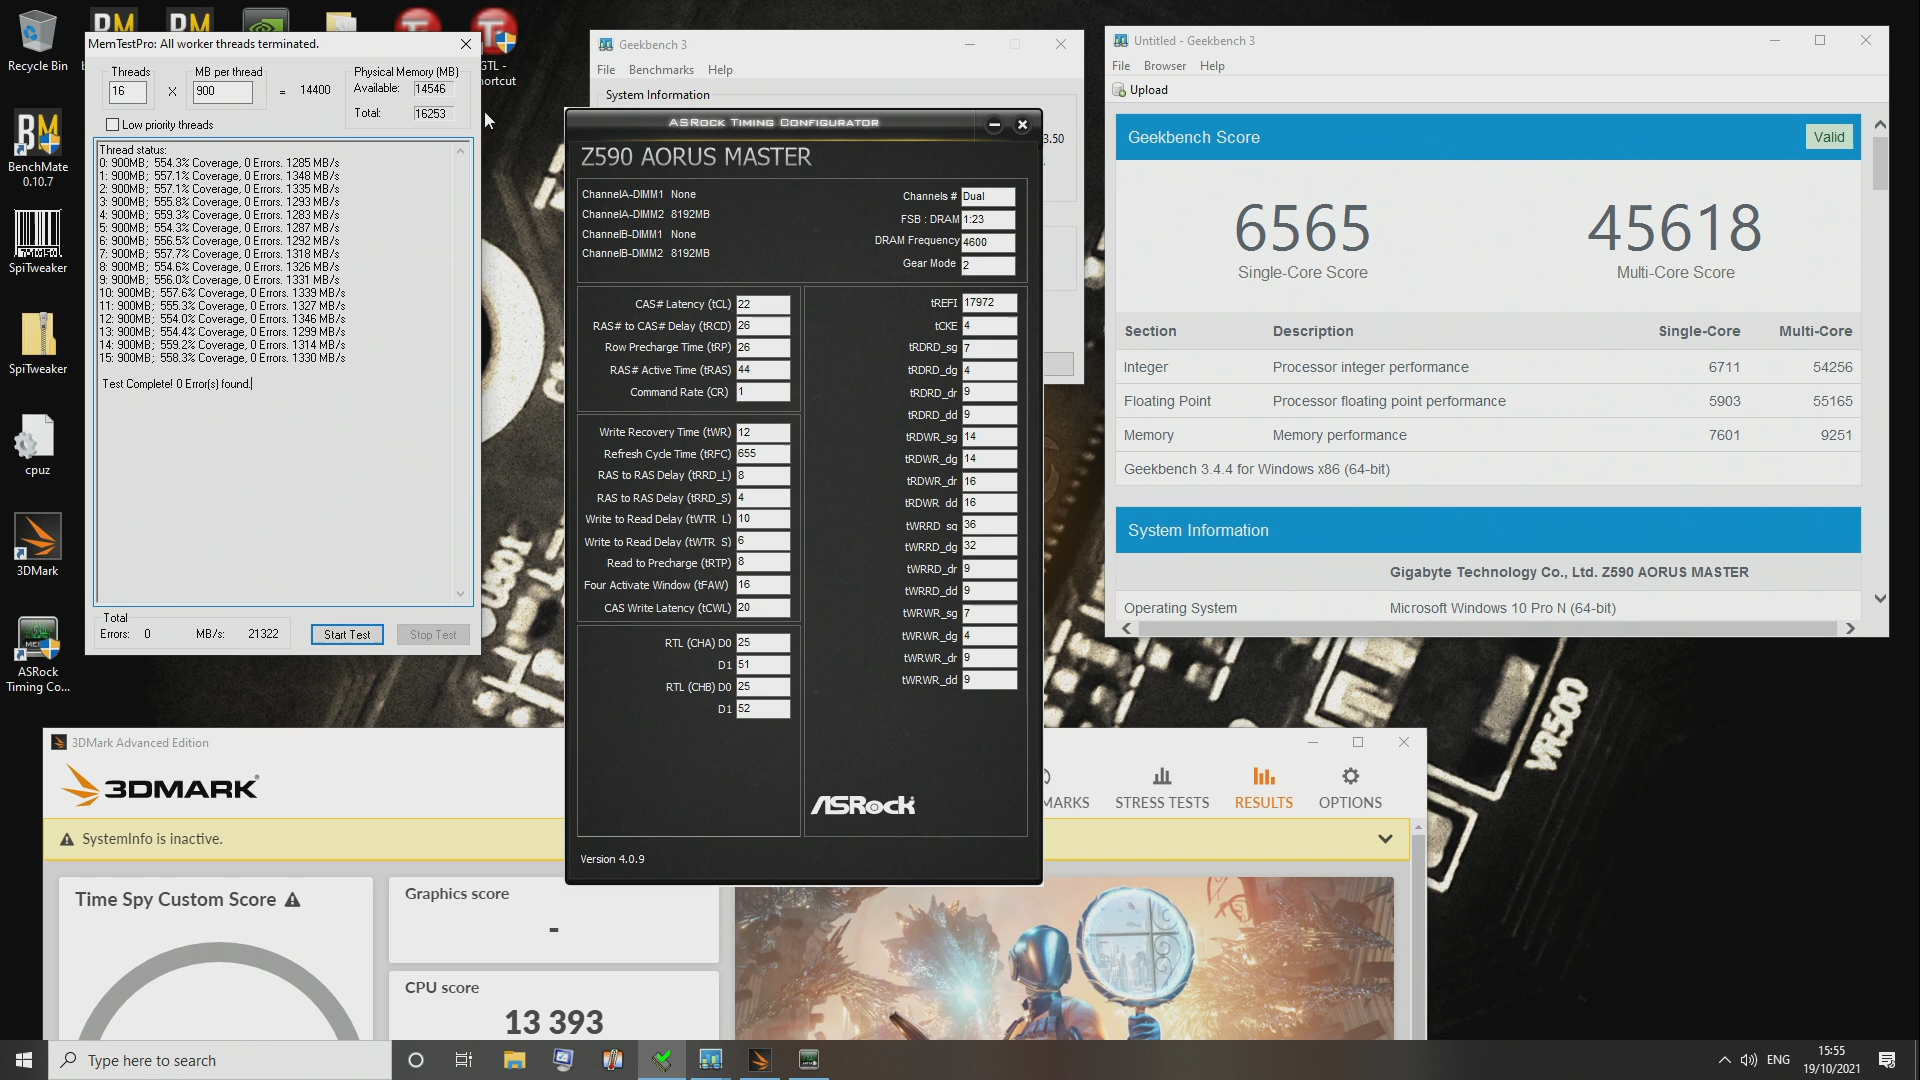 Recycle Bin
BenchMate
0.10.7
SpiTweaker
SpiTweaker
cpuz
3DMark
ASRock
Timing Co...
GTL -
MemTestPro: All worker threads terminated.
Threads
MB per thread
Physical Memory (MB)
16 X 900 = 14400
Available: 14546
Total: 16253
Low priority threads
Thread status:
0: 900MB; 554.3% Coverage, 0 Errors. 1285 MB/s
1: 900MB; 557.1% Coverage, 0 Errors. 1348 MB/s
2: 900MB; 557.1% Coverage, 0 Errors. 1335 MB/s
3: 900MB; 555.8% Coverage, 0 Errors. 1293 MB/s
4: 900MB; 559.3% Coverage, 0 Errors. 1283 MB/s
5: 900MB; 554.3% Coverage, 0 Errors. 1287 MB/s
6: 900MB; 556.5% Coverage, 0 Errors. 1292 MB/s
7: 900MB; 557.7% Coverage, 0 Errors. 1318 MB/s
8: 900MB; 554.6% Coverage, 0 Errors. 1326 MB/s
9: 900MB; 556.0% Coverage, 0 Errors. 1331 MB/s
10: 900MB; 557.6% Coverage, 0 Errors. 1339 MB/s
11: 900MB; 555.3% Coverage, 0 Errors. 1327 MB/s
12: 900MB; 554.0% Coverage, 0 Errors. 1346 MB/s
13: 900MB; 554.4% Coverage, 0 Errors. 1299 MB/s
14: 900MB; 559.2% Coverage, 0 Errors. 1314 MB/s
15: 900MB; 558.3% Coverage, 0 Errors. 1330 MB/s
Test Complete! 0 Error(s) found.
Total
Errors: 0 MB/s: 21322
Start Test
Stop Test
Geekbench 3
File Benchmarks Help
System Information
3.50
ASRock Timing Configurator
Z590 AORUS MASTER
ChannelA-DIMM1 None
ChannelA-DIMM2 8192MB
ChannelB-DIMM1 None
ChannelB-DIMM2 8192MB
Channels # Dual
FSB : DRAM 1:23
DRAM Frequency 4600
Gear Mode 2
CAS# Latency (tCL) 22
RAS# to CAS# Delay (tRCD) 26
Row Precharge Time (tRP) 26
RAS# Active Time (tRAS) 44
Command Rate (CR) 1
Write Recovery Time (tWR) 12
Refresh Cycle Time (tRFC) 655
RAS to RAS Delay (tRRD_L) 8
RAS to RAS Delay (tRRD_S) 4
Write to Read Delay (tWTR_L) 10
Write to Read Delay (tWTR_S) 6
Read to Precharge (tRTP) 8
Four Activate Window (tFAW) 16
CAS Write Latency (tCWL) 20
RTL (CHA) D0 25
D1 51
RTL (CHB) D0 25
D1 52
tREFI 17972
tCKE 4
tRDRD_sg 7
tRDRD_dg 4
tRDRD_dr 9
tRDRD_dd 9
tRDWR_sg 14
tRDWR_dg 14
tRDWR_dr 16
tRDWR_dd 16
tWRRD_sg 36
tWRRD_dg 32
tWRRD_dr 9
tWRRD_dd 9
tWRWR_sg 7
tWRWR_dg 4
tWRWR_dr 9
tWRWR_dd 9
ASRock
Version 4.0.9
Untitled - Geekbench 3
File Browser Help
Upload
Geekbench Score Valid
6565 45618
Single-Core Score Multi-Core Score
Section Description Single-Core Multi-Core
Integer Processor integer performance 6711 54256
Floating Point Processor floating point performance 5903 55165
Memory Memory performance 7601 9251
Geekbench 3.4.4 for Windows x86 (64-bit)
System Information
Gigabyte Technology Co., Ltd. Z590 AORUS MASTER
Operating System Microsoft Windows 10 Pro N (64-bit)
VR500
3DMark Advanced Edition
3DMARK
MARKS STRESS TESTS RESULTS OPTIONS
SystemInfo is inactive.
Time Spy Custom Score
Graphics score
-
CPU score
13 393
Type here to search
ENG
15:55
19/10/2021